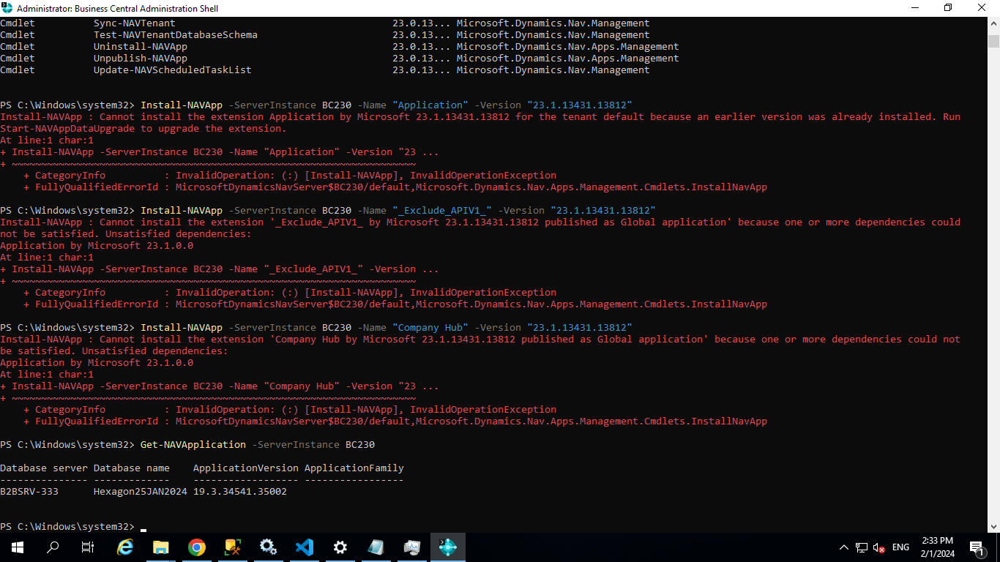 Administrator: Business Central Administration Shell
Cmdlet Sync-NAVTenant 23.0.13... Microsoft.Dynamics.Nav.Management
Cmdlet Test-NAVTenantDatabaseSchema 23.0.13... Microsoft.Dynamics.Nav.Management
Cmdlet Uninstall-NAVApp 23.0.13... Microsoft.Dynamics.Nav.Apps.Management
Cmdlet Unpublish-NAVApp 23.0.13... Microsoft.Dynamics.Nav.Apps.Management
Cmdlet Update-NAVScheduledTaskList 23.0.13... Microsoft.Dynamics.Nav.Management
PS C:\Windows\system32> Install-NAVApp -ServerInstance BC230 -Name "Application" -Version "23.1.13431.13812"
Install-NAVApp : Cannot install the extension Application by Microsoft 23.1.13431.13812 for the tenant default because an earlier version was already installed. Run
Start-NAVAppDataUpgrade to upgrade the extension.
At line:1 char:1
+ Install-NAVApp -ServerInstance BC230 -Name "Application" -Version "23 ...
+ ~~~~~~~~~~~~~~~~~~~~~~~~~~~~~~~~~~~~~~~~~~~~~~~~~~~~~~~~~~~~~~~~~~~~~
+ CategoryInfo : InvalidOperation: (:) [Install-NAVApp], InvalidOperationException
+ FullyQualifiedErrorId : MicrosoftDynamicsNavServer$BC230/default,Microsoft.Dynamics.Nav.Apps.Management.Cmdlets.InstallNavApp
PS C:\Windows\system32> Install-NAVApp -ServerInstance BC230 -Name "_Exclude_APIV1_" -Version "23.1.13431.13812"
Install-NAVApp : Cannot install the extension '_Exclude_APIV1_ by Microsoft 23.1.13431.13812 published as Global application' because one or more dependencies could
not be satisfied. Unsatisfied dependencies:
Application by Microsoft 23.1.0.0
At line:1 char:1
+ Install-NAVApp -ServerInstance BC230 -Name "_Exclude_APIV1_" -Version ...
+ ~~~~~~~~~~~~~~~~~~~~~~~~~~~~~~~~~~~~~~~~~~~~~~~~~~~~~~~~~~~~~~~~~~~~~
+ CategoryInfo : InvalidOperation: (:) [Install-NAVApp], InvalidOperationException
+ FullyQualifiedErrorId : MicrosoftDynamicsNavServer$BC230/default,Microsoft.Dynamics.Nav.Apps.Management.Cmdlets.InstallNavApp
PS C:\Windows\system32> Install-NAVApp -ServerInstance BC230 -Name "Company Hub" -Version "23.1.13431.13812"
Install-NAVApp : Cannot install the extension 'Company Hub by Microsoft 23.1.13431.13812 published as Global application' because one or more dependencies could not
be satisfied. Unsatisfied dependencies:
Application by Microsoft 23.1.0.0
At line:1 char:1
+ Install-NAVApp -ServerInstance BC230 -Name "Company Hub" -Version "23 ...
+ ~~~~~~~~~~~~~~~~~~~~~~~~~~~~~~~~~~~~~~~~~~~~~~~~~~~~~~~~~~~~~~~~~~~~~
+ CategoryInfo : InvalidOperation: (:) [Install-NAVApp], InvalidOperationException
+ FullyQualifiedErrorId : MicrosoftDynamicsNavServer$BC230/default,Microsoft.Dynamics.Nav.Apps.Management.Cmdlets.InstallNavApp
PS C:\Windows\system32> Get-NAVApplication -ServerInstance BC230
Database server Database name ApplicationVersion ApplicationFamily
--------------- ------------- ------------------ -----------------
B2BSRV-333 Hexagon25JAN2024 19.3.34541.35002
PS C:\Windows\system32>
ENG
2:33 PM
2/1/2024
1